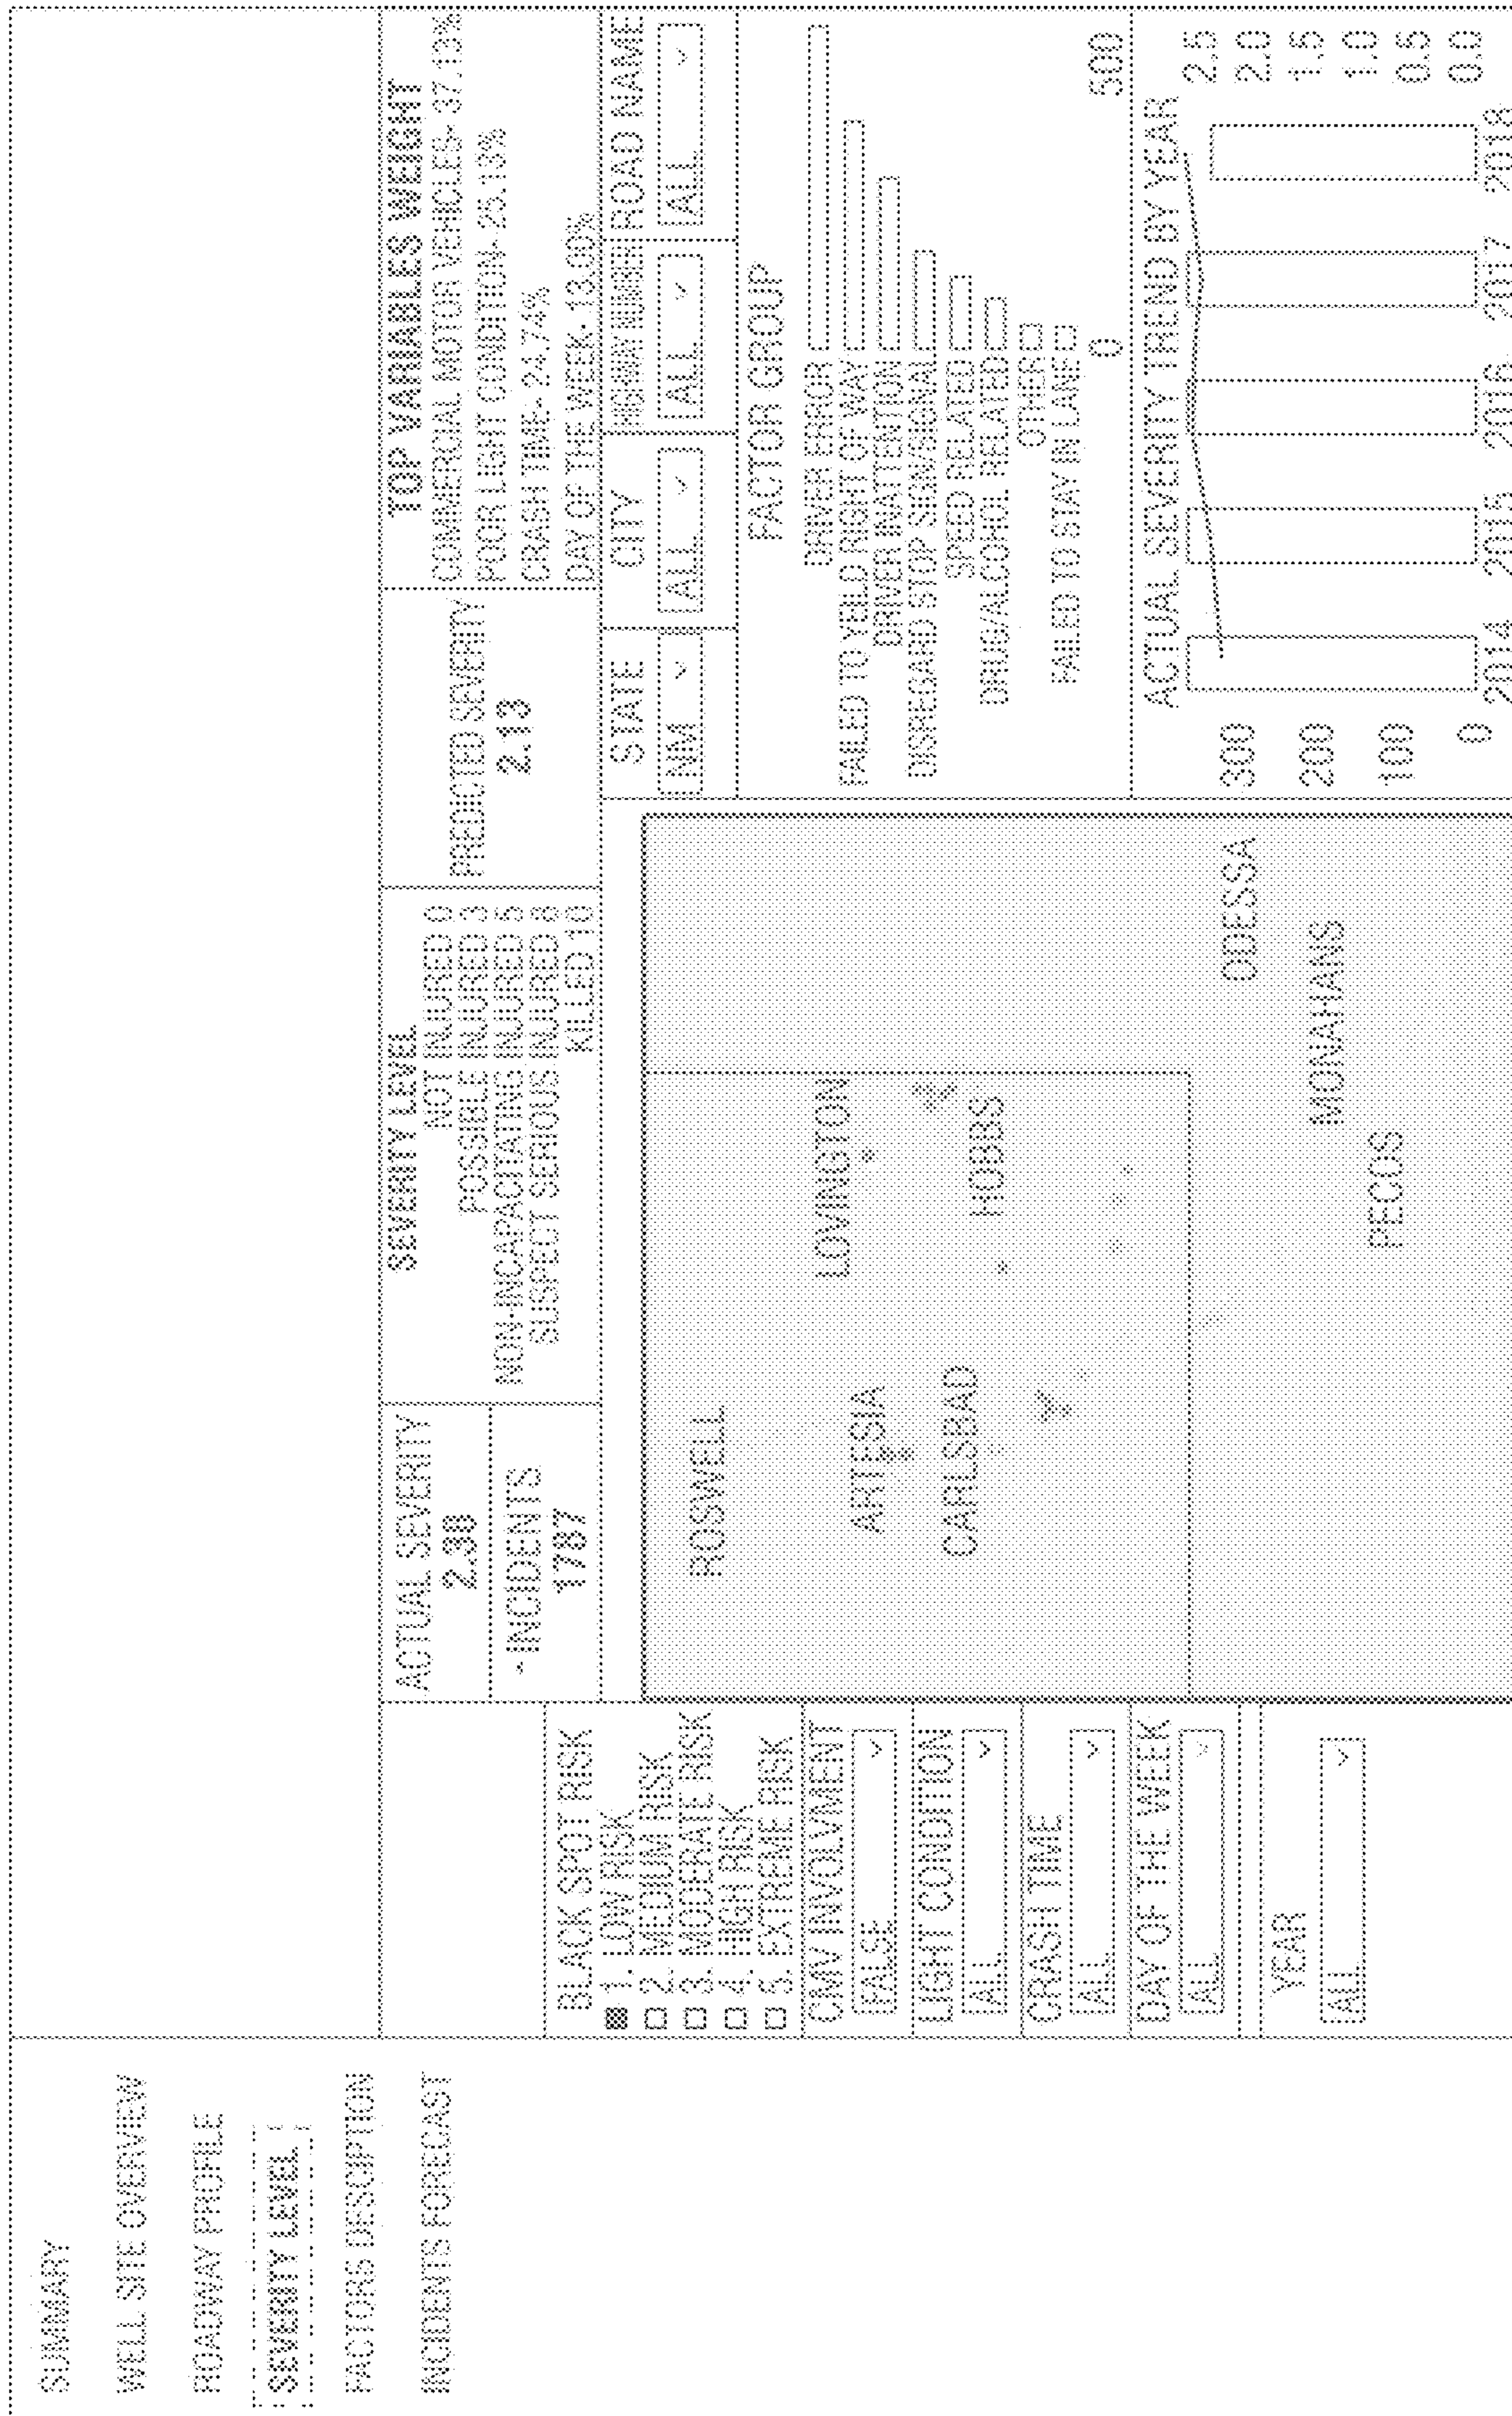 SUMMARY
WELL SITE OVERVIEW
ROADWAY PROFILE
SEVERITY LEVEL
FACTORS DESCIPTION
INCIDENTS FORECAST
BLACK SPOT RISK
1. LOW RISK
2. MEDIUM RISK
3. MODERATE RISK
4. HIGH RISK
5. EXTREME RISK
CMV INVOLVMENT
FALSE
LIGHT CONDITION
ALL
CRASH TIME
ALL
DAY OF THE WEEK
ALL
YEAR
ALL
ACTUAL SEVERITY
2.38
INCIDENTS
1787
SEVERITY LEVEL
NOT INJURED 0
POSSIBLE INJURED 3
NON-INCAPACITATING INJURED 5
SUSPECT SERIOUS INJURED 8
KILLED 10
PREDICTED SEVERITY
2.13
TOP VARIABLES WEIGHT
COMMERCIAL MOTOR VEHICLES- 37.13%
POOR LIGHT CONDITION- 25.13%
CRASH TIME- 24.74%
DAY OF THE WEEK- 13.00%
ROSWELL
ARTESIA
CARLSBAD
LOVINGTON
HOBBS
ODESSA
MONAHANS
PECOS
STATE CITY HIGHWAY NUMBER ROAD NAME
NM ALL ALL ALL
FACTOR GROUP
DRIVER ERROR
FAILED TO YIELD RIGHT OF WAY
DRIVER INATTENTION
DISREGARD STOP SIGN/SIGNAL
SPEED RELATED
DRUG/ALCOHOL RELATED
OTHER
FAILED TO STAY IN LANE
0 500
ACTUAL SEVERITY TREND BY YEAR
300 2.5
200 2.0
100 1.5
0 1.0
0.5
0.0
2014 2015 2016 2017 2018